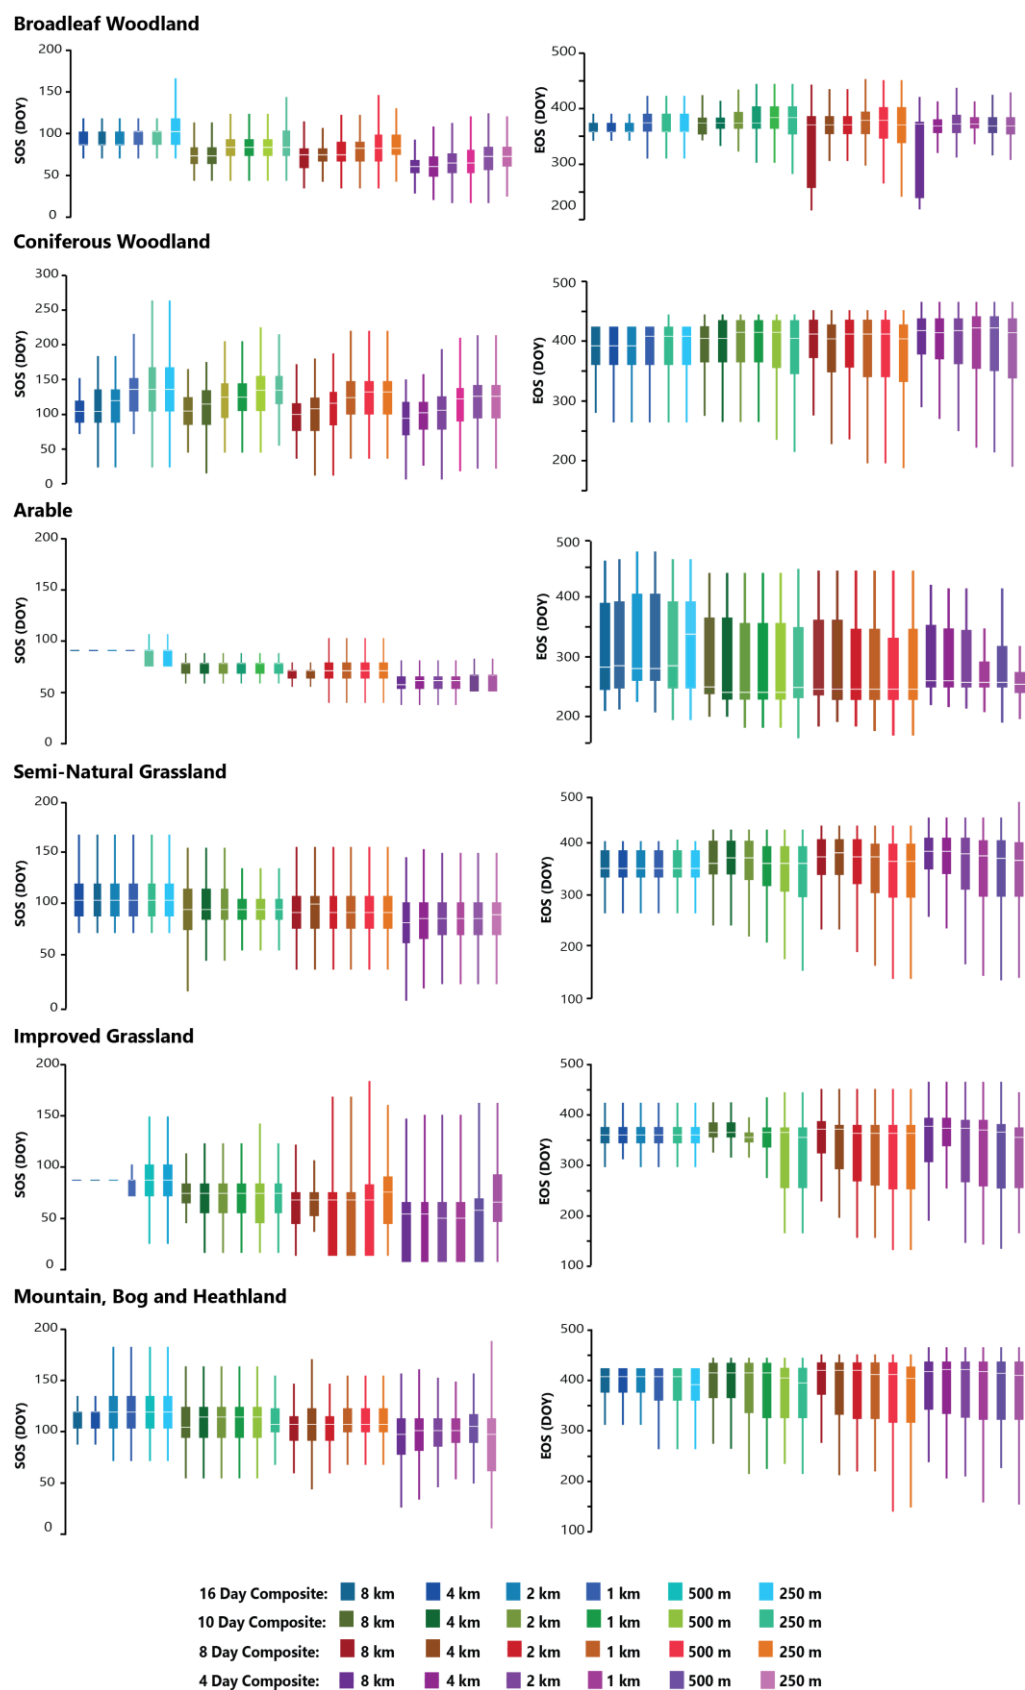 Broadleaf Woodland
200
150
100
50
0
SOS (DOY)
500
400
300
200
EOS (DOY)
Coniferous Woodland
300
250
200
150
100
50
0
SOS (DOY)
500
400
300
200
EOS (DOY)
Arable
200
150
100
50
0
SOS (DOY)
500
400
300
200
EOS (DOY)
Semi-Natural Grassland
200
150
100
50
0
SOS (DOY)
500
400
300
200
100
EOS (DOY)
Improved Grassland
200
150
100
50
0
SOS (DOY)
500
400
300
200
100
EOS (DOY)
Mountain, Bog and Heathland
200
150
100
50
0
SOS (DOY)
500
400
300
200
100
EOS (DOY)
16 Day Composite: 8 km 4 km 2 km 1 km 500 m 250 m
10 Day Composite: 8 km 4 km 2 km 1 km 500 m 250 m
8 Day Composite: 8 km 4 km 2 km 1 km 500 m 250 m
4 Day Composite: 8 km 4 km 2 km 1 km 500 m 250 m